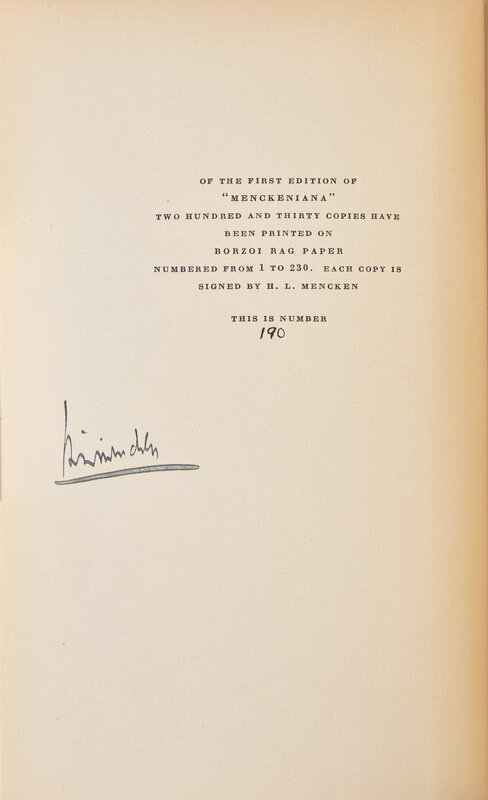 OF THE FIRST EDITION OF
"MENCKENIANA"
TWO HUNDRED AND THIRTY COPIES HAVE
BEEN PRINTED ON
BORZOI RAG PAPER
NUMBERED FROM 1 TO 230. EACH COPY IS
SIGNED BY H. L. MENCKEN
THIS IS NUMBER
190